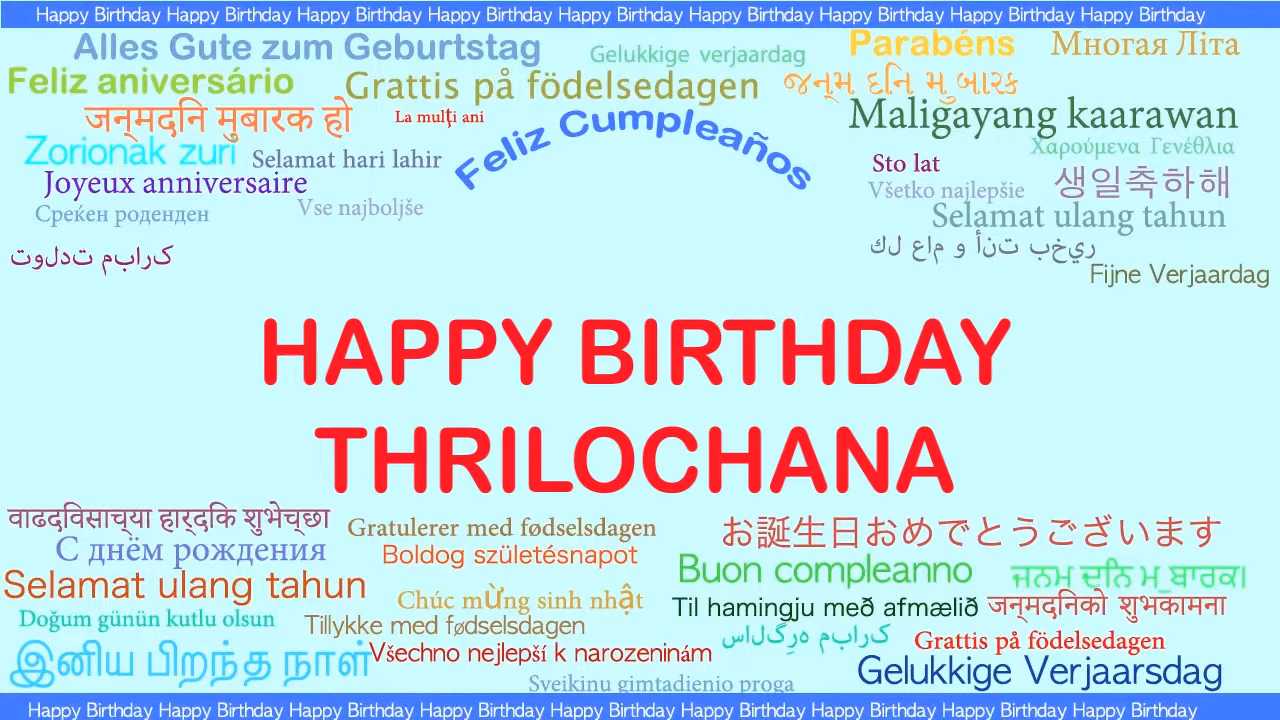 Happy Birthday Happy Birthday Happy Birthday Happy Birthday Happy Birthday Happy Birthday Happy Birthday Happy Birthday Happy Birthday
Alles Gute zum Geburtstag
Gelukkige verjaardag
Parabéns
Многая Літа
Feliz aniversário
Grattis på födelsedagen
જન્મ દિન મુબારક
जन्मदिन मुबारक हो
La mulţi ani
Feliz Cumpleaños
Maligayang kaarawan
Zorionak zuri
Selamat hari lahir
Sto lat
Χαρούμενα Γενέθλια
Joyeux anniversaire
Všetko najlepšie
생일축하해
Среќен роденден
Vse najboljše
Selamat ulang tahun
تولدت مبارک
كل عام و أنت بخير
Fijne Verjaardag
HAPPY BIRTHDAY
THRILOCHANA
वाढदिवसाच्या हार्दिक शुभेच्छा
Gratulerer med fødselsdagen
お誕生日おめでとうございます
С днём рождения
Boldog születésnapot
Buon compleanno
ਜਨਮ ਦਿਨ ਮੁਬਾਰਕ।
Selamat ulang tahun
Chúc mừng sinh nhật
Til hamingju með afmælið
जन्मदिनको शुभकामना
Doğum günün kutlu olsun
Tillykke med fødselsdagen
سالگرہ مبارک
Grattis på födelsedagen
இனிய பிறந்த நாள்
Všechno nejlepší k narozeninám
Gelukkige Verjaarsdag
Sveikinu gimtadienio proga
Happy Birthday Happy Birthday Happy Birthday Happy Birthday Happy Birthday Happy Birthday Happy Birthday Happy Birthday Happy Birthday